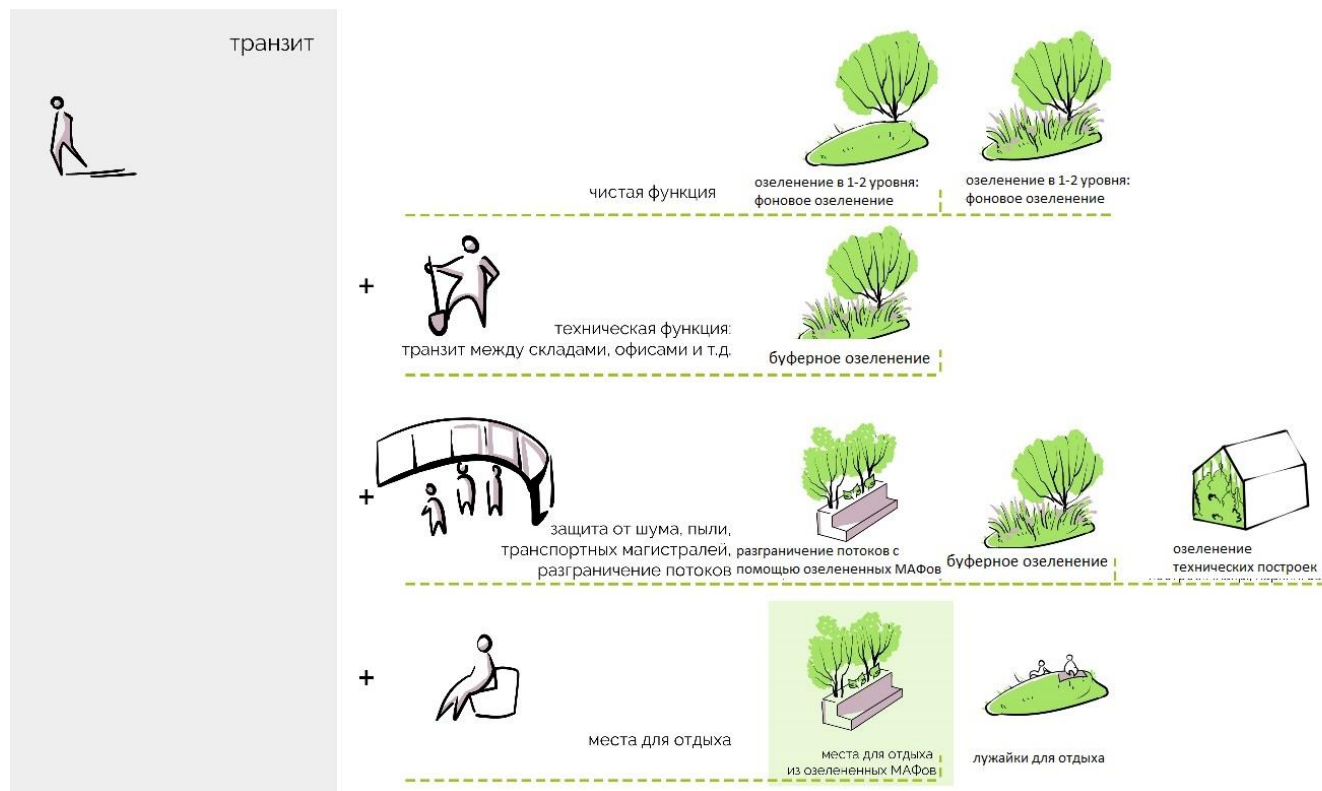 транзит
чистая функция
озеленение в 1-2 уровня:
фоновое озеленение
озеленение в 1-2 уровня:
фоновое озеленение
+
техническая функция:
транзит между складами, офисами и т.д.
буферное озеленение
+
защита от шума, пыли,
транспортных магистралей,
разграничение потоков
разграничение потоков с
помощью озелененных МАФов
буферное озеленение
озеленение
технических построек
+
места для отдыха
места для отдыха
из озелененных МАФов
лужайки для отдыха